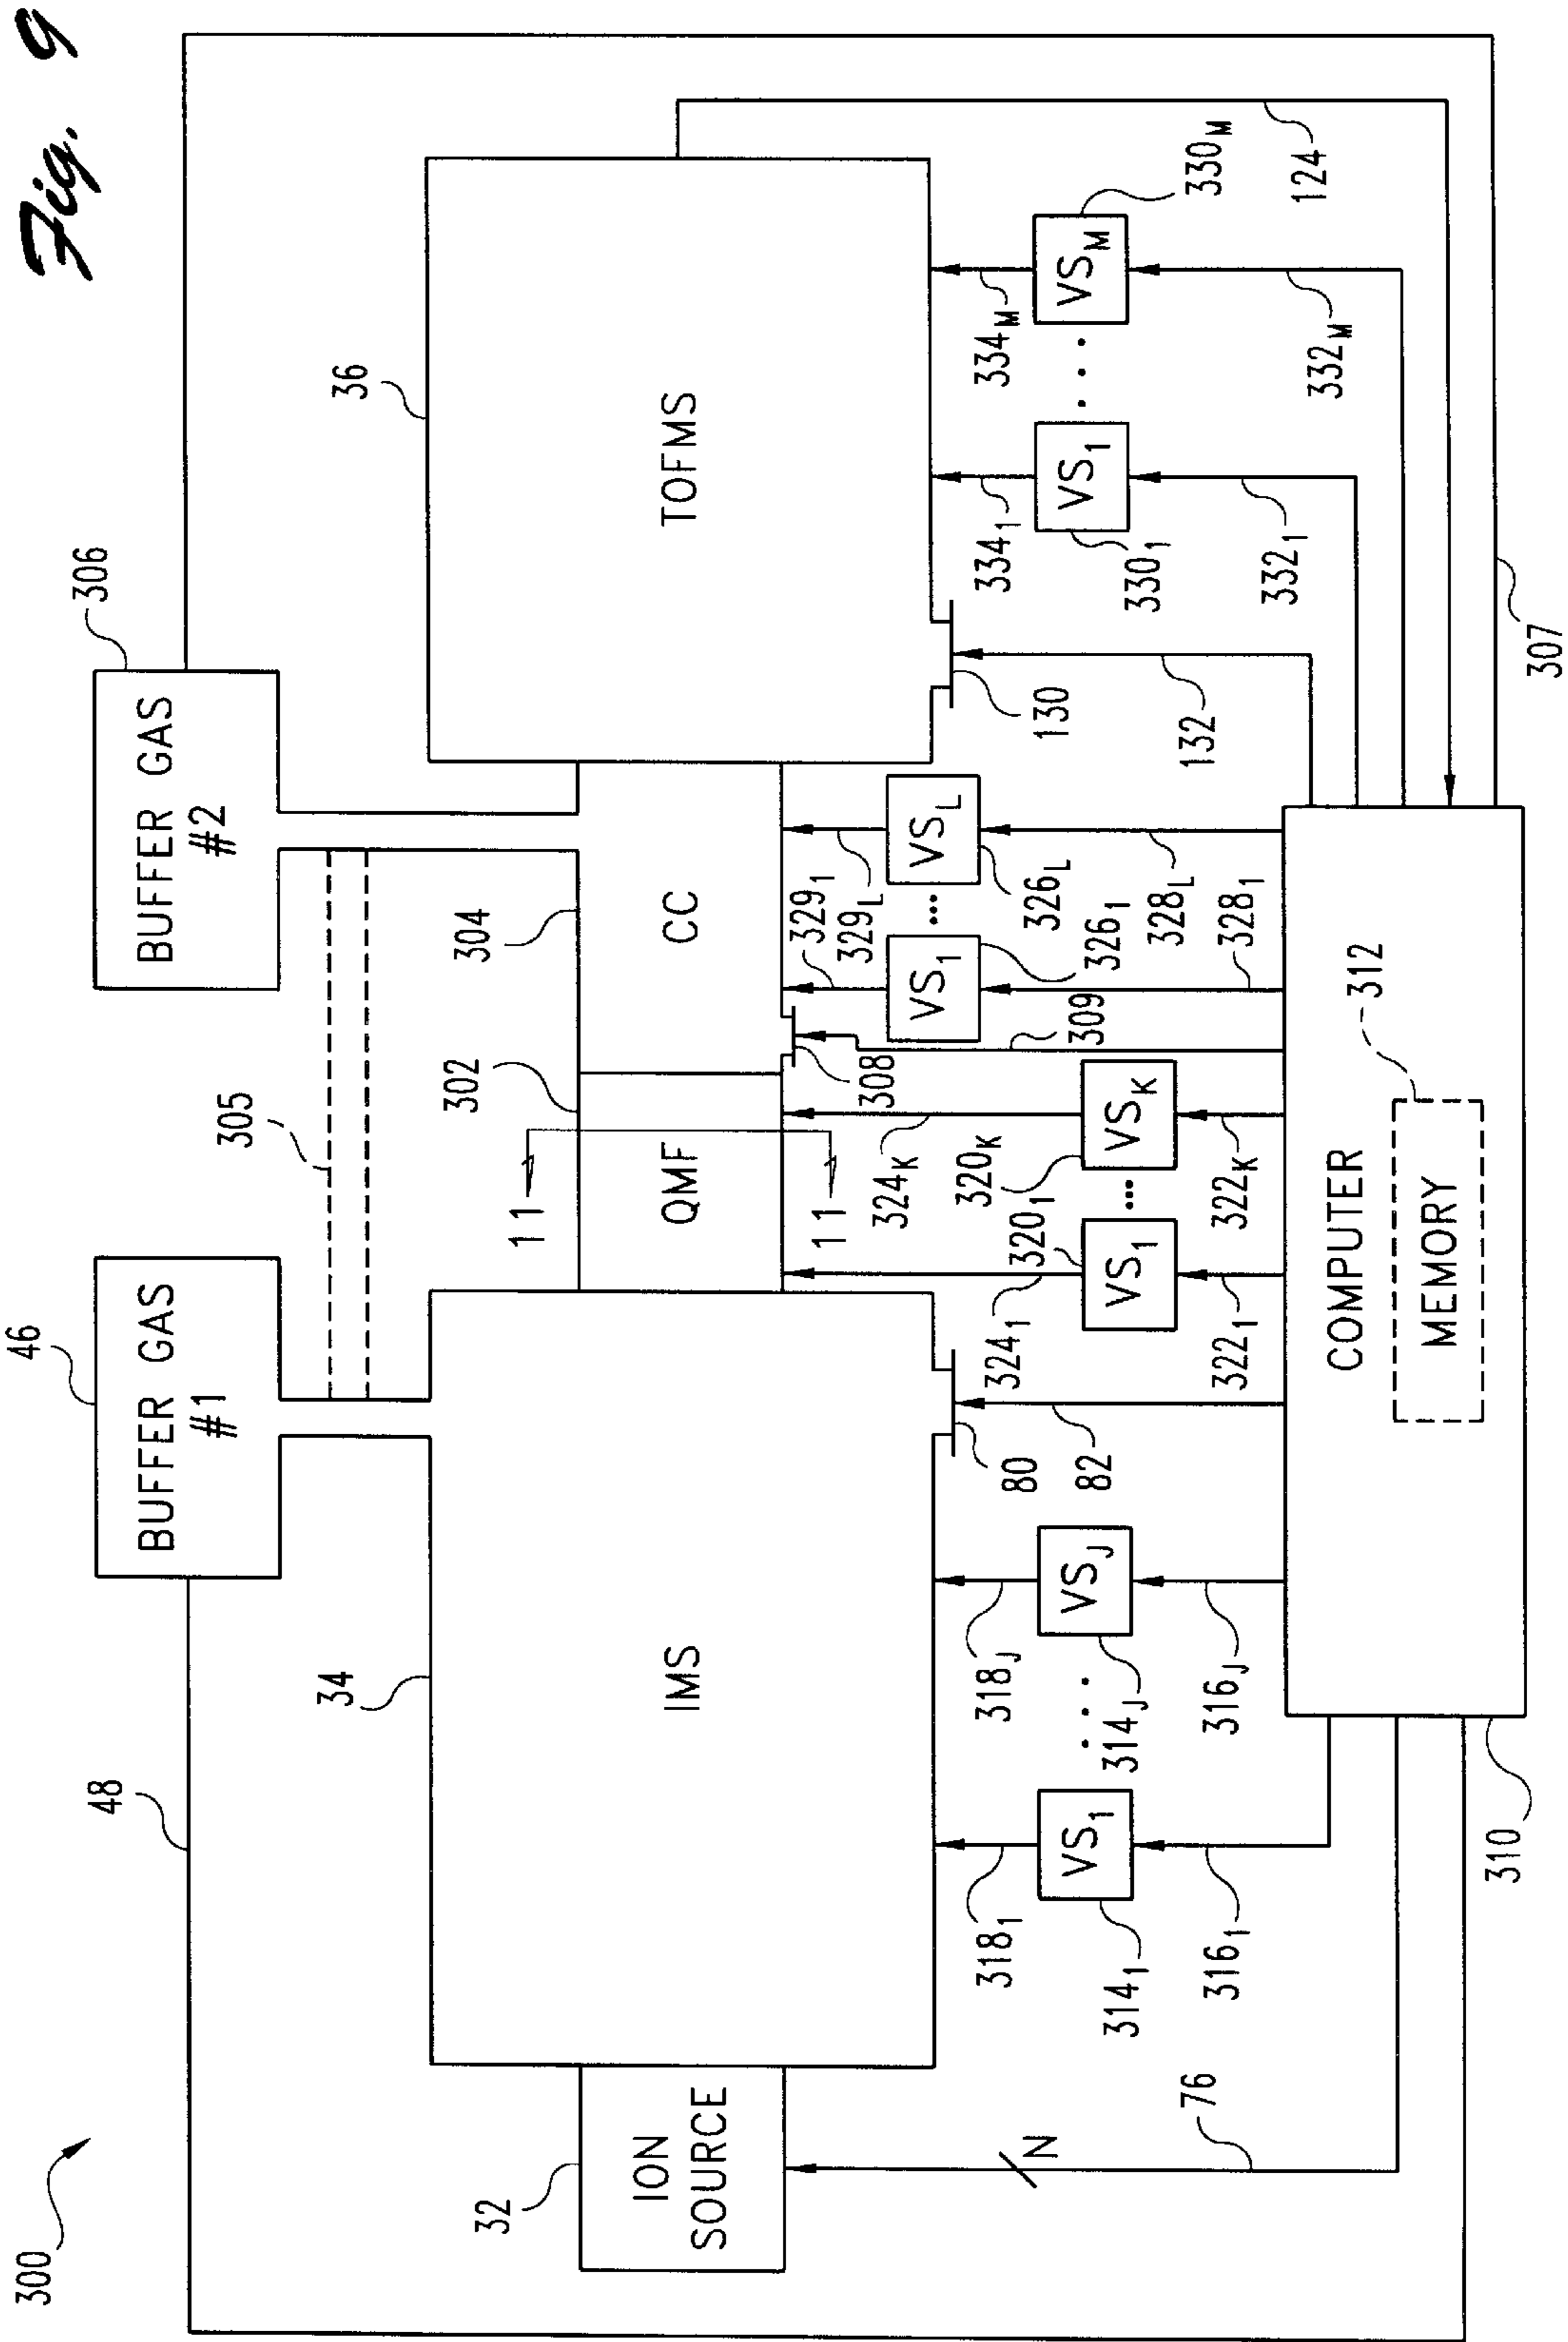 Fig. 9
300
48
46
BUFFER GAS
#1
305
306
BUFFER GAS
#2
32
ION
SOURCE
34
IMS
302
QMF
11
11
304
CC
36
TOFMS
76
N
318₁
VS₁
314₁
316₁
318J
VSJ
314J
316J
. . .
80
82
324₁
320₁
VS₁
322₁
...
324K
320K
VSK
322K
308
309
329₁
VS₁
326₁
328₁
...
329L
VSL
326L
328L
130
132
334₁
VS₁
330₁
332₁
. . .
334M
VSM
330M
332M
124
307
COMPUTER
MEMORY
312
310